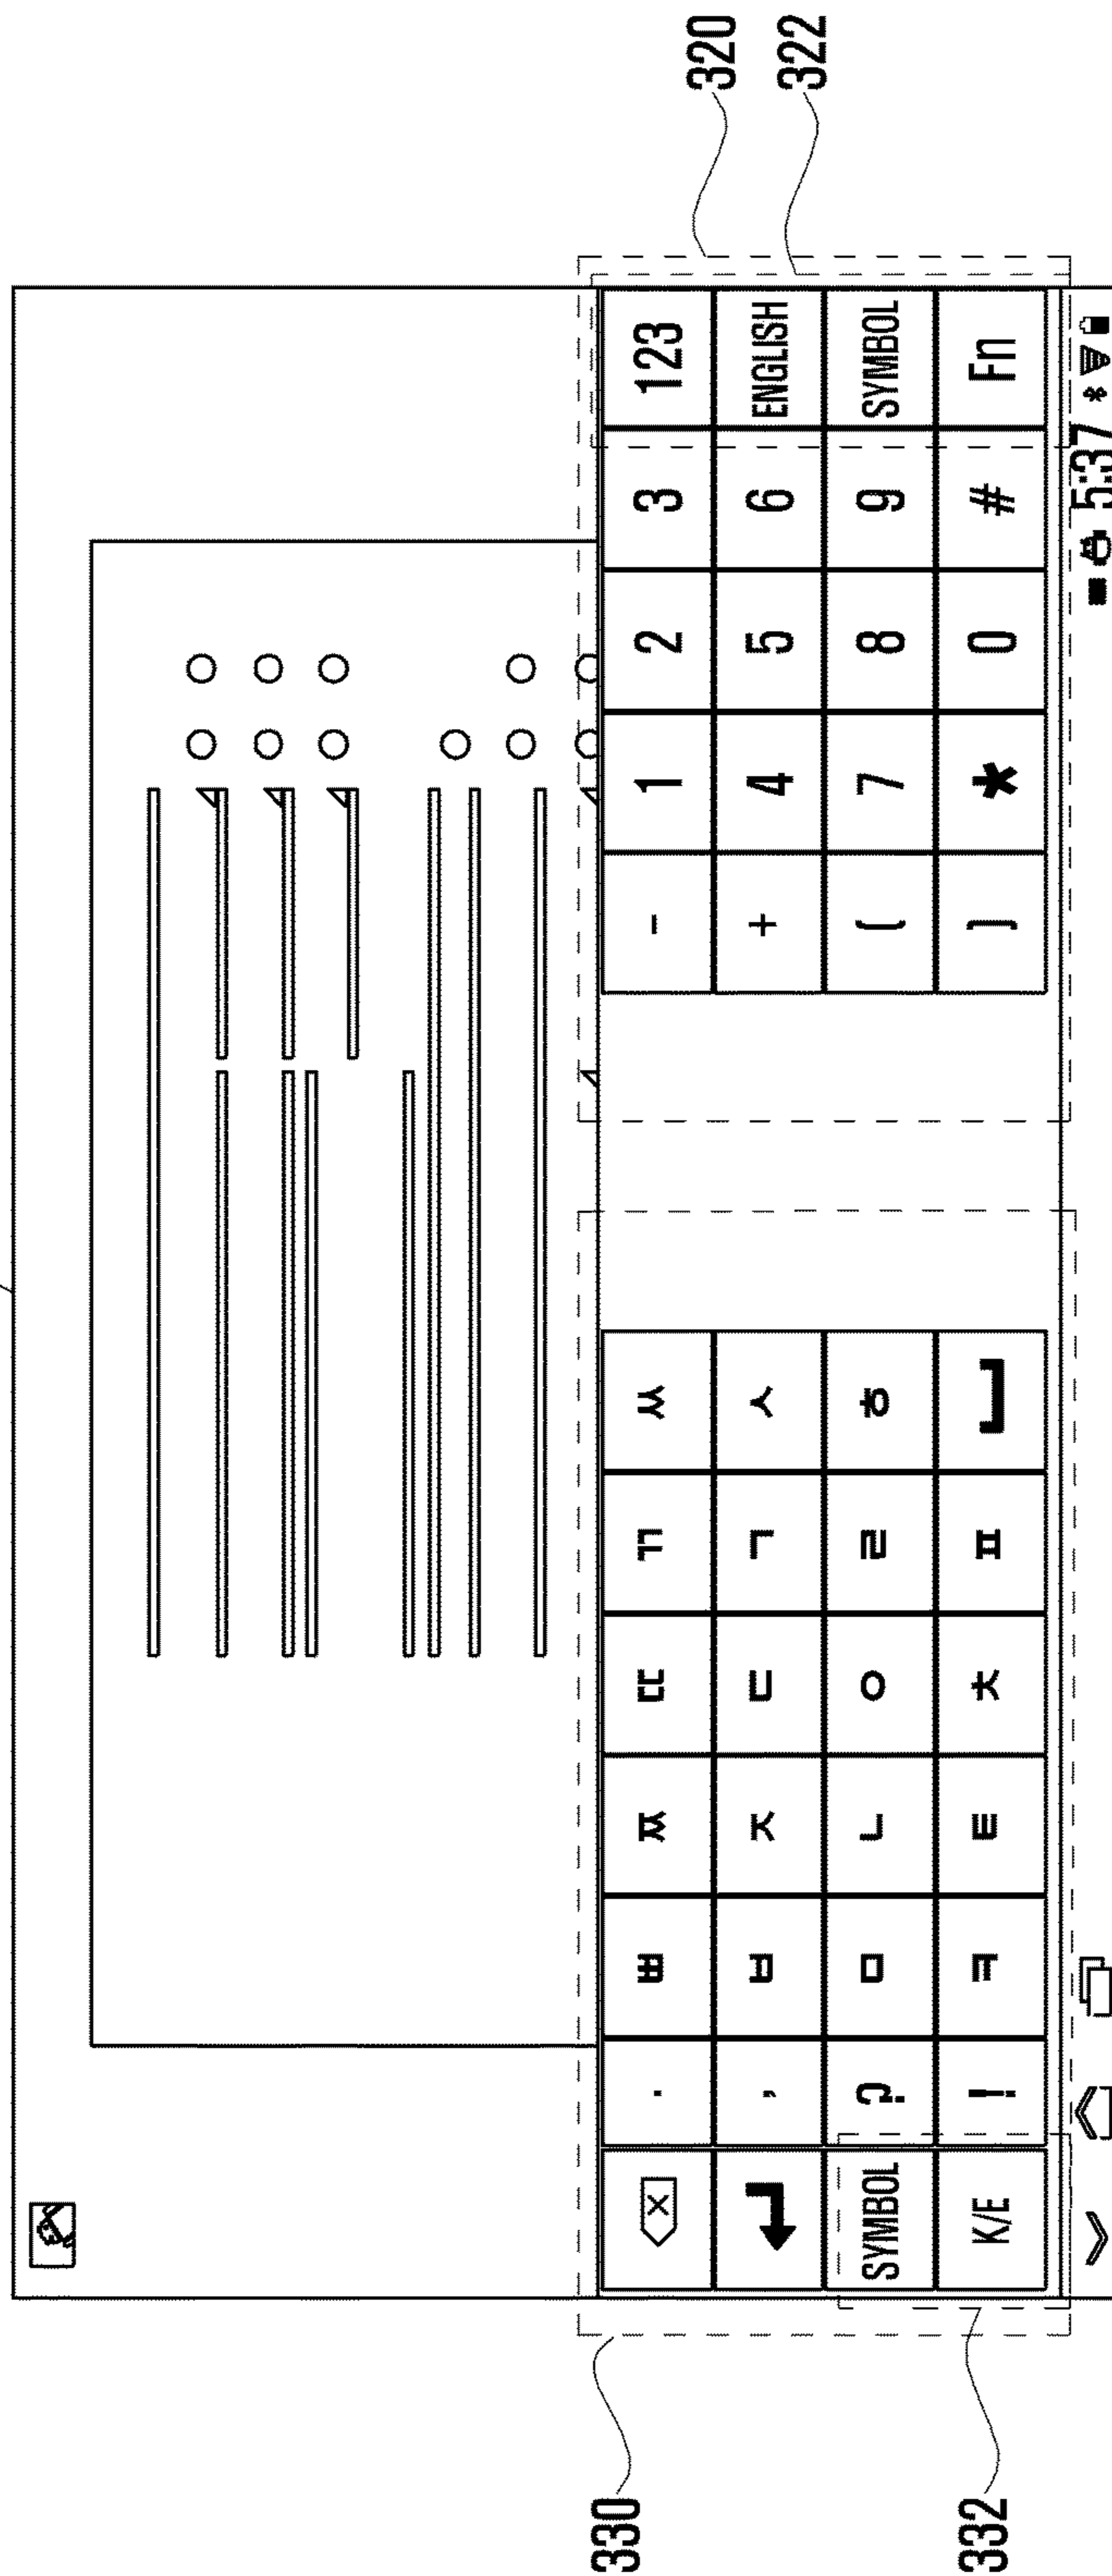 330
. ㅃ ㅉ ㄸ ㄲ ㅆ - 1 2 3 123
320
, ㅂ ㅈ ㄷ ㄱ ㅅ + 4 5 6 ENGLISH
322
SYMBOL ? ㅁ ㄴ ㅇ ㄹ ㅎ ( 7 8 9 SYMBOL
332
K/E ! ㅋ ㅌ ㅊ ㅍ ) * 0 # Fn
5:37